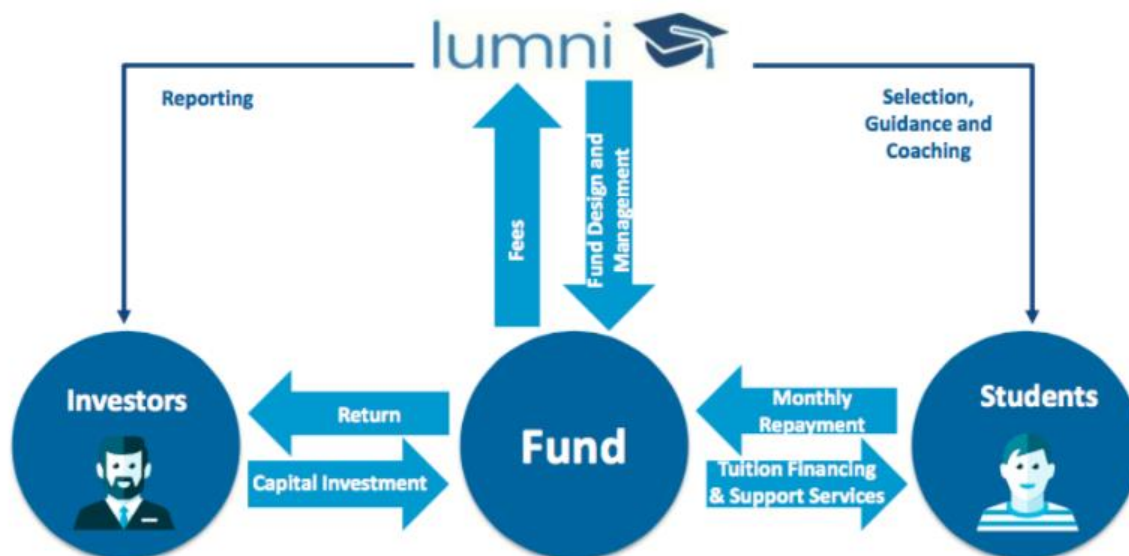 lumni
Reporting
Selection,
Guidance and
Coaching
Fees
Fund Design and
Management
Investors
Return
Capital Investment
Fund
Monthly
Repayment
Tuition Financing
& Support Services
Students